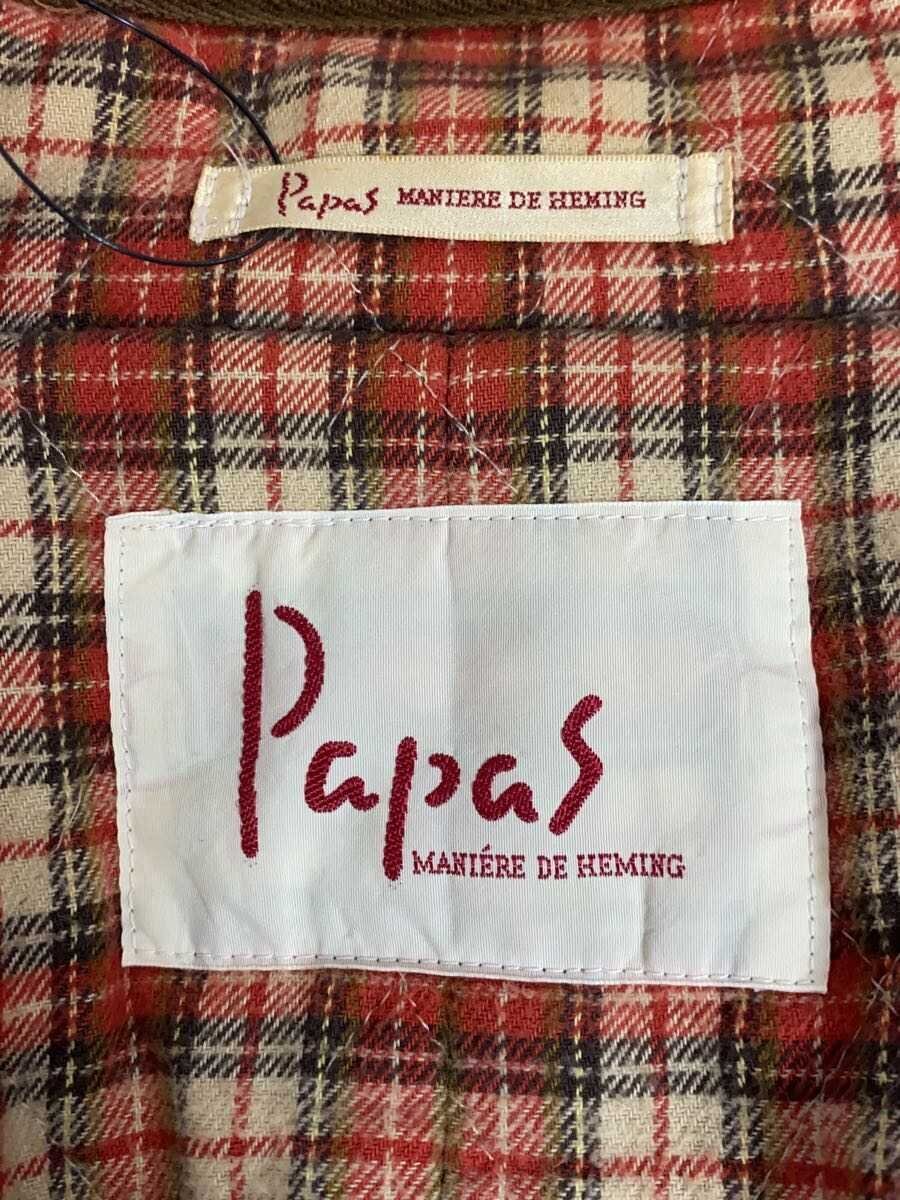 Papas MANIERE DE HEMING
Papas
MANIÉRE DE HEMING